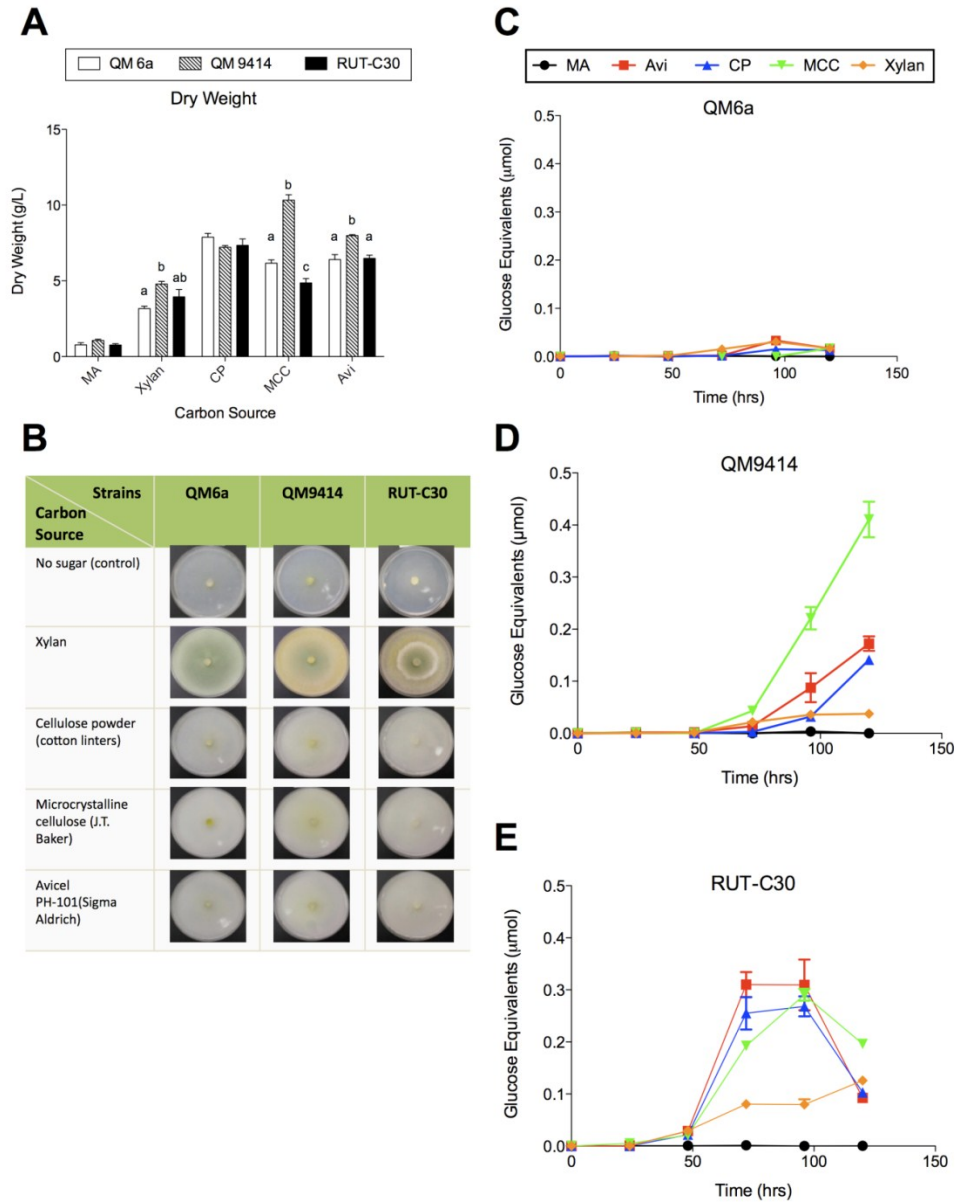 A
QM 6a QM 9414 RUT-C30
Dry Weight
Dry Weight (g/L)
15
10
5
0
a
b
ab
a
b
c
a
b
a
MA
Xylan
CP
MCC
Avi
Carbon Source
B
Strains
Carbon
Source
QM6a QM9414 RUT-C30
No sugar (control)
Xylan
Cellulose powder
(cotton linters)
Microcrystalline
cellulose (J.T.
Baker)
Avicel
PH-101(Sigma
Aldrich)
C
MA Avi CP MCC Xylan
QM6a
Glucose Equivalents (µmol)
0.5
0.4
0.3
0.2
0.1
0.0
0 50 100 150
Time (hrs)
D
QM9414
Glucose Equivalents (µmol)
0.5
0.4
0.3
0.2
0.1
0.0
0 50 100 150
Time (hrs)
E
RUT-C30
Glucose Equivalents (µmol)
0.5
0.4
0.3
0.2
0.1
0.0
0 50 100 150
Time (hrs)